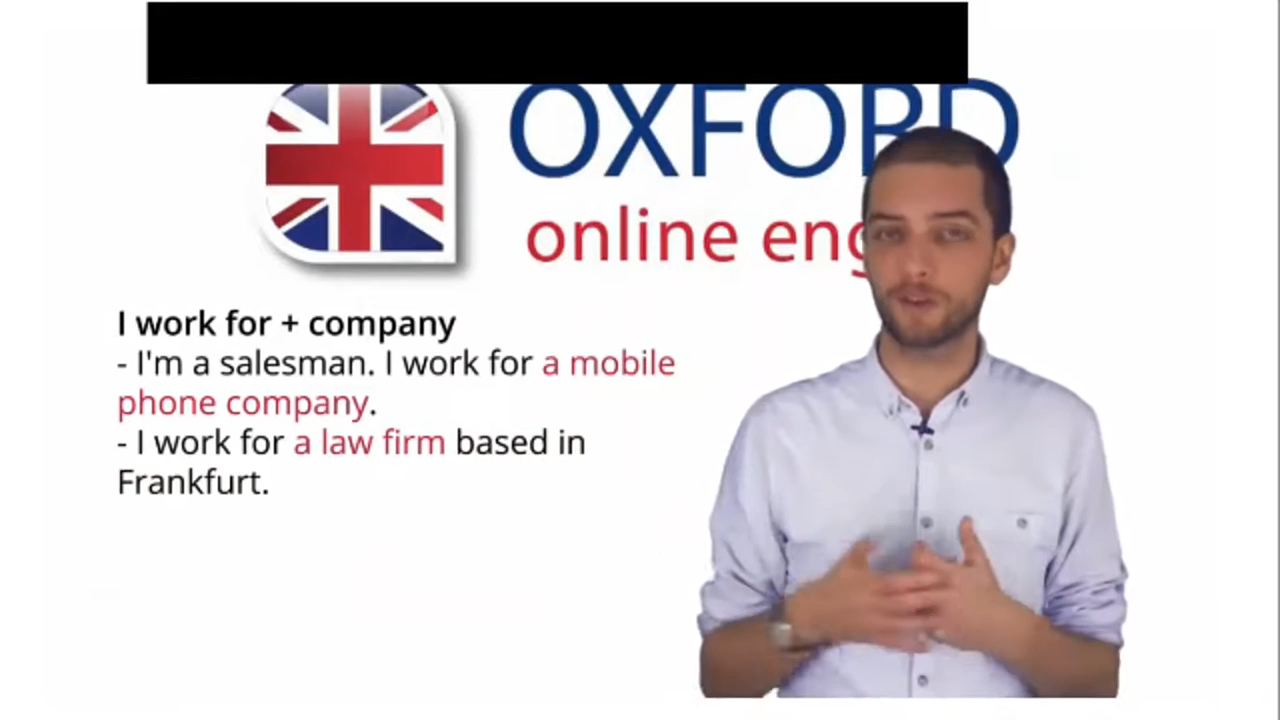 OXFORD
online eng
I work for + company
- I'm a salesman. I work for a mobile
phone company.
- I work for a law firm based in
Frankfurt.